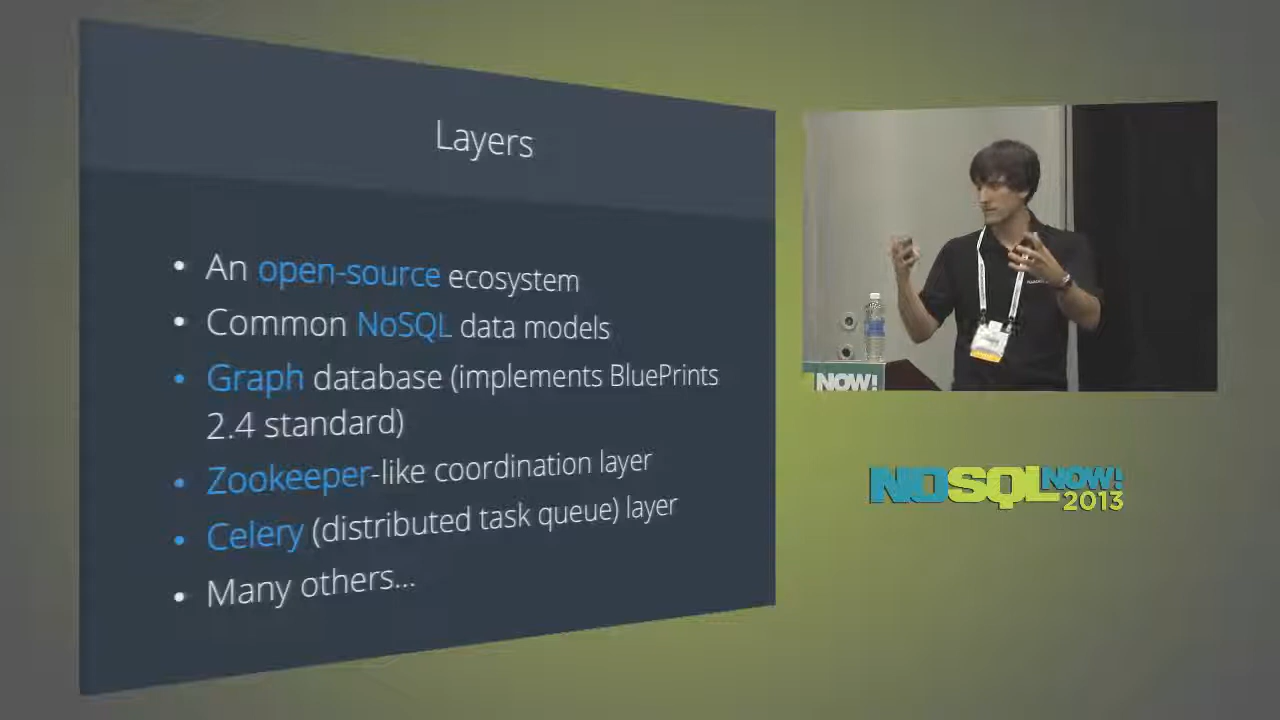 Layers
• An open-source ecosystem
• Common NoSQL data models
• Graph database (implements BluePrints
2.4 standard)
• Zookeeper-like coordination layer
• Celery (distributed task queue) layer
• Many others...
NOW!
NOSQL NOW!
2013